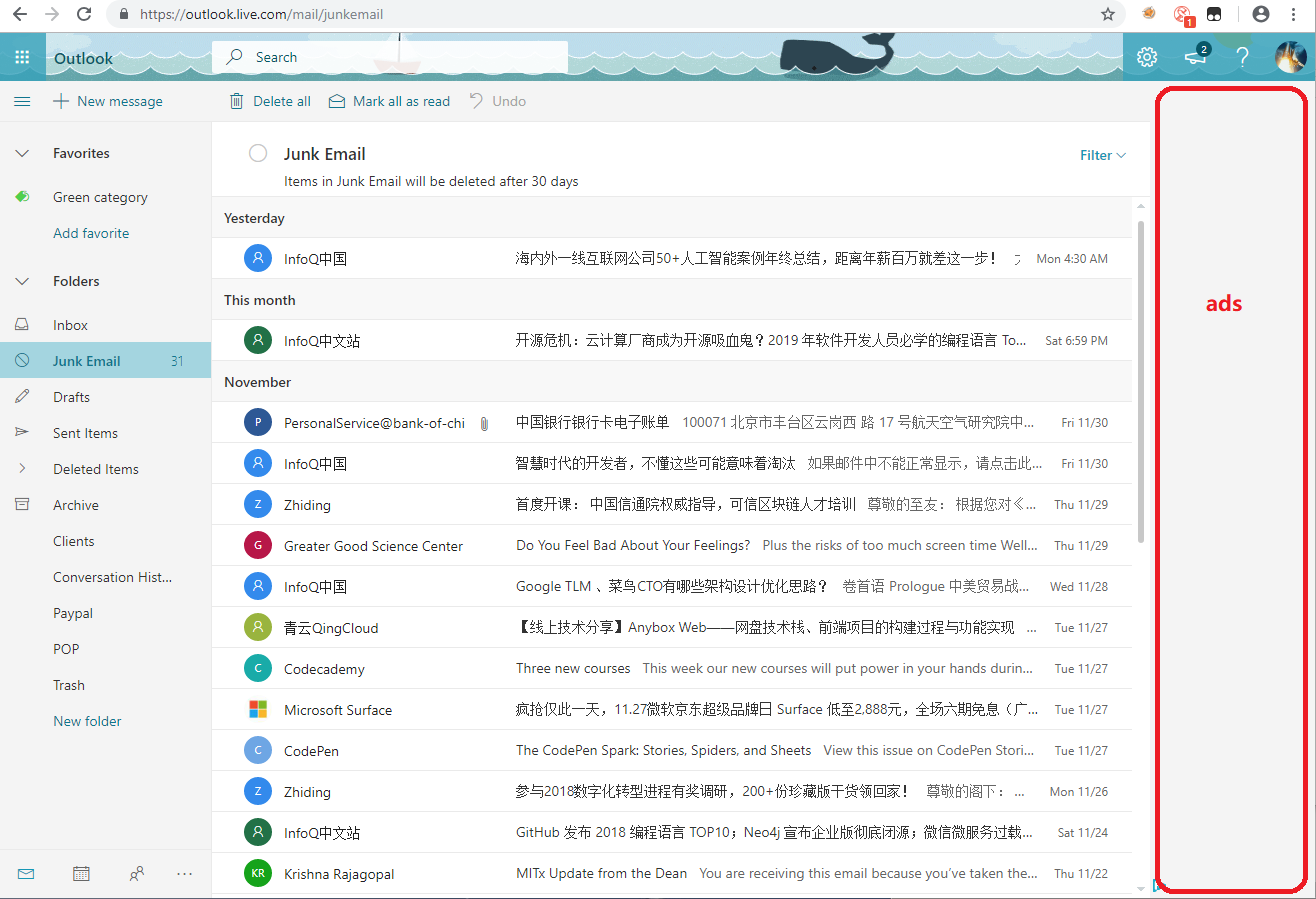 https://outlook.live.com/mail/junkemail
1
Outlook
Search
2
New message
Delete all
Mark all as read
Undo
Favorites
Green category
Add favorite
Folders
Inbox
Junk Email 31
Drafts
Sent Items
Deleted Items
Archive
Clients
Conversation Hist...
Paypal
POP
Trash
New folder
Junk Email
Filter
Items in Junk Email will be deleted after 30 days
Yesterday
InfoQ中国 海内外一线互联网公司50+人工智能案例年终总结，距离年薪百万就差这一步！ Mon 4:30 AM
This month
InfoQ中文站 开源危机：云计算厂商成为开源吸血鬼？2019 年软件开发人员必学的编程语言 To... Sat 6:59 PM
November
P PersonalService@bank-of-chi 中国银行银行卡电子账单 100071 北京市丰台区云岗西 路 17 号航天空气研究院中... Fri 11/30
InfoQ中国 智慧时代的开发者，不懂这些可能意味着淘汰 如果邮件中不能正常显示，请点击此... Fri 11/30
Z Zhiding 首度开课： 中国信通院权威指导，可信区块链人才培训 尊敬的至友： 根据您对《... Thu 11/29
G Greater Good Science Center Do You Feel Bad About Your Feelings? Plus the risks of too much screen time Well... Thu 11/29
InfoQ中国 Google TLM 、菜鸟CTO有哪些架构设计优化思路？ 卷首语 Prologue 中美贸易战... Wed 11/28
青云QingCloud 【线上技术分享】Anybox Web——网盘技术栈、前端项目的构建过程与功能实现 ... Tue 11/27
C Codecademy Three new courses This week our new courses will put power in your hands durin... Tue 11/27
Microsoft Surface 疯抢仅此一天，11.27微软京东超级品牌日 Surface 低至2,888元，全场六期免息（广... Tue 11/27
C CodePen The CodePen Spark: Stories, Spiders, and Sheets View this issue on CodePen Stori... Tue 11/27
Z Zhiding 参与2018数字化转型进程有奖调研，200+份珍藏版干货领回家！ 尊敬的阁下： ... Mon 11/26
InfoQ中文站 GitHub 发布 2018 编程语言 TOP10；Neo4j 宣布企业版彻底闭源；微信微服务过载... Sat 11/24
KR Krishna Rajagopal MITx Update from the Dean You are receiving this email because you've taken the... Thu 11/22
ads